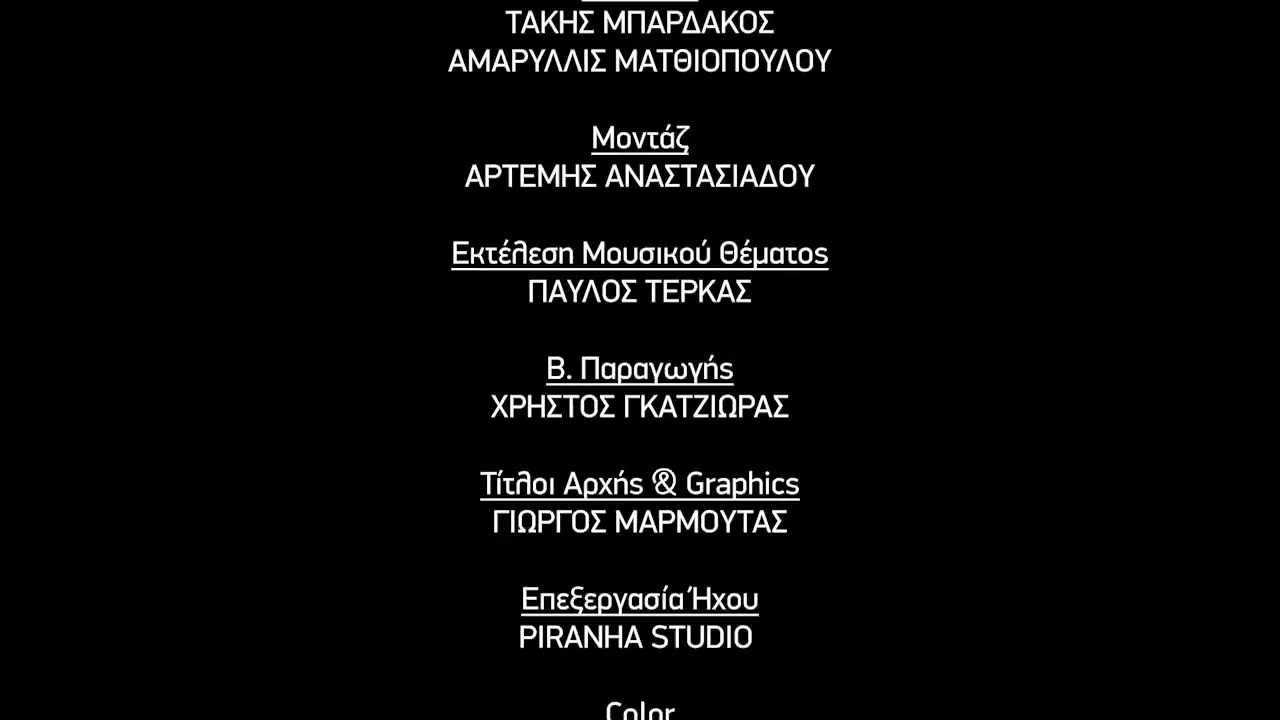 ΤΑΚΗΣ ΜΠΑΡΔΑΚΟΣ
ΑΜΑΡΥΛΛΙΣ ΜΑΤΘΙΟΠΟΥΛΟΥ
Μοντάζ
ΑΡΤΕΜΗΣ ΑΝΑΣΤΑΣΙΑΔΟΥ
Εκτέλεση Μουσικού Θέματος
ΠΑΥΛΟΣ ΤΕΡΚΑΣ
Β. Παραγωγής
ΧΡΗΣΤΟΣ ΓΚΑΤΖΙΩΡΑΣ
Τίτλοι Αρχής & Graphics
ΓΙΩΡΓΟΣ ΜΑΡΜΟΥΤΑΣ
Επεξεργασία Ήχου
PIRANHA STUDIO
Color